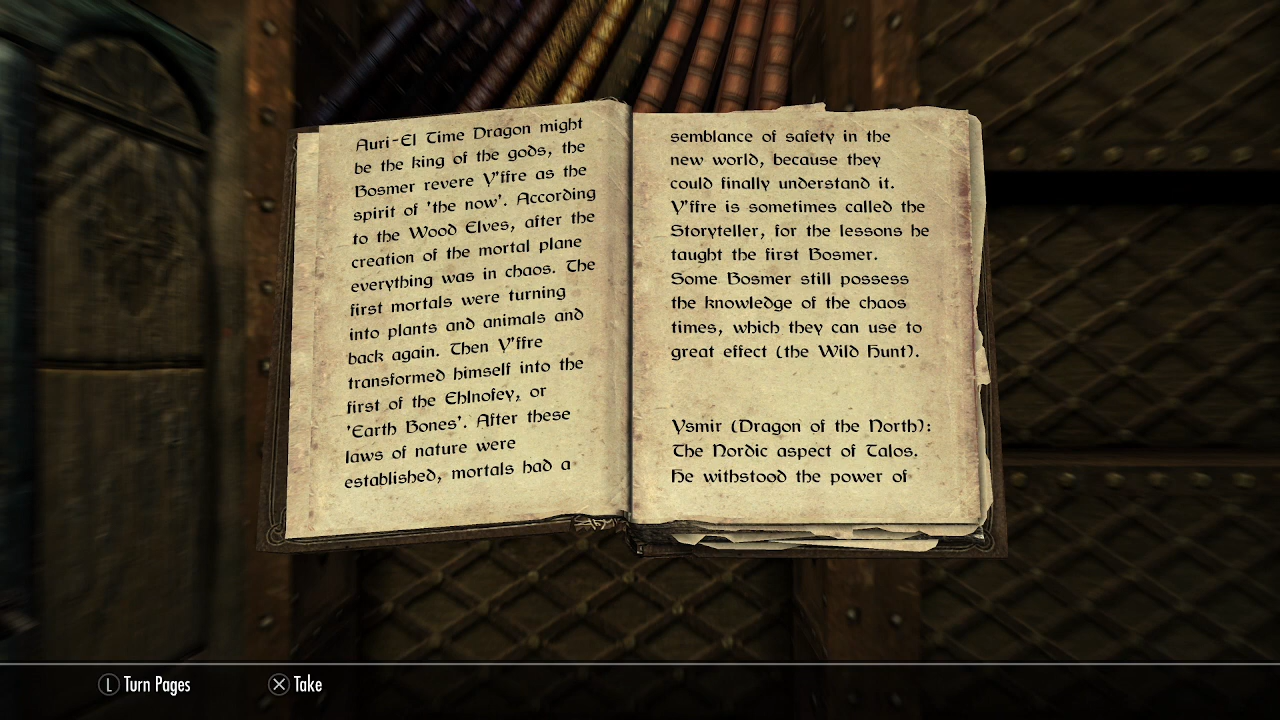 Auri-El Time Dragon might
be the king of the gods, the
Bosmer revere Y'ffre as the
spirit of 'the now'. According
to the Wood Elves, after the
creation of the mortal plane
everything was in chaos. The
first mortals were turning
into plants and animals and
back again. Then Y'ffre
transformed himself into the
first of the Ehlnofey, or
'Earth Bones'. After these
laws of nature were
established, mortals had a
semblance of safety in the
new world, because they
could finally understand it.
Y'ffre is sometimes called the
Storyteller, for the lessons he
taught the first Bosmer.
Some Bosmer still possess
the knowledge of the chaos
times, which they can use to
great effect (the Wild Hunt).
Ysmir (Dragon of the North):
The Nordic aspect of Talos.
He withstood the power of
L Turn Pages
X Take